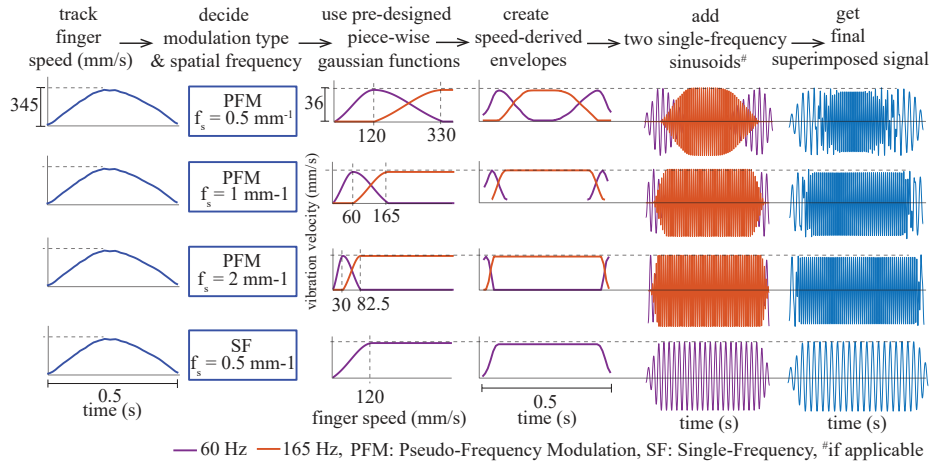 track
finger
speed (mm/s)
decide
modulation type
& spatial frequency
use pre-designed
piece-wise
gaussian functions
create
speed-derived
envelopes
add
two single-frequency
sinusoids#
get
final
superimposed signal
345
PFM
fs = 0.5 mm-1
36
120
330
PFM
fs = 1 mm-1
60
165
PFM
fs = 2 mm-1
30
82.5
SF
fs = 0.5 mm-1
120
vibration velocity (mm/s)
0.5
time (s)
finger speed (mm/s)
0.5
time (s)
time (s)
time (s)
60 Hz
165 Hz, PFM: Pseudo-Frequency Modulation, SF: Single-Frequency, #if applicable